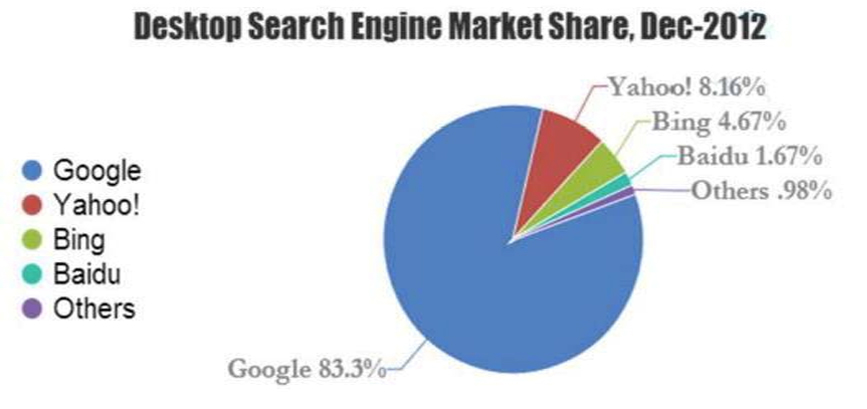 Desktop Search Engine Market Share, Dec-2012
Google
Yahoo!
Bing
Baidu
Others
Yahoo! 8.16%
Bing 4.67%
Baidu 1.67%
Others .98%
Google 83.3%